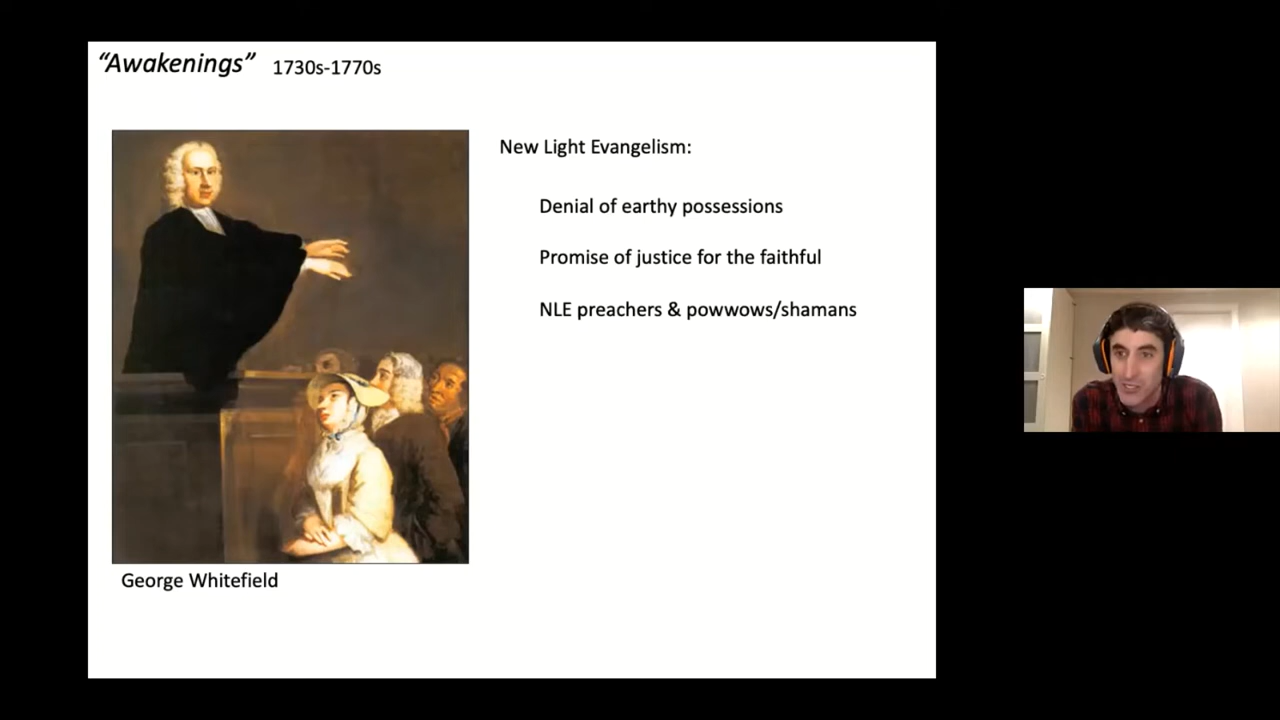 “Awakenings” 1730s-1770s
New Light Evangelism:
Denial of earthy possessions
Promise of justice for the faithful
NLE preachers & powwows/shamans
George Whitefield